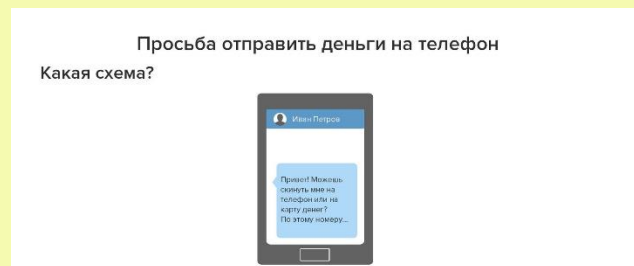 Просьба отправить деньги на телефон
Какая схема?
Иван Петров
Привет! Можешь
скинуть мне на
телефон или на
карту денег?
По этому номеру...